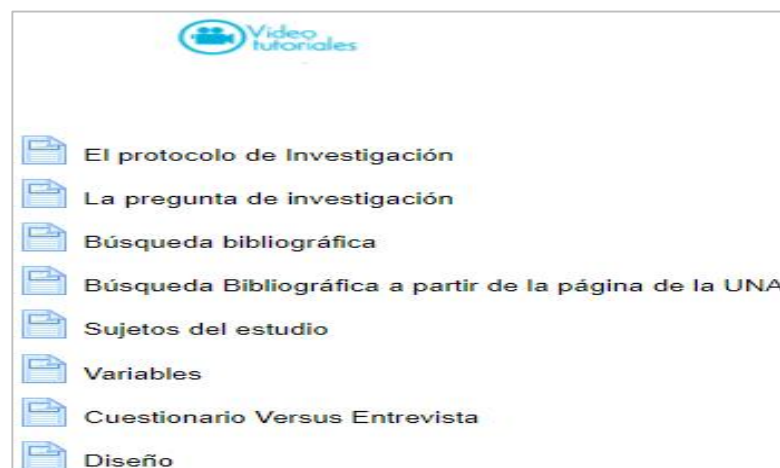 Video
tutoriales
El protocolo de Investigación
La pregunta de investigación
Búsqueda bibliográfica
Búsqueda Bibliográfica a partir de la página de la UNA
Sujetos del estudio
Variables
Cuestionario Versus Entrevista
Diseño